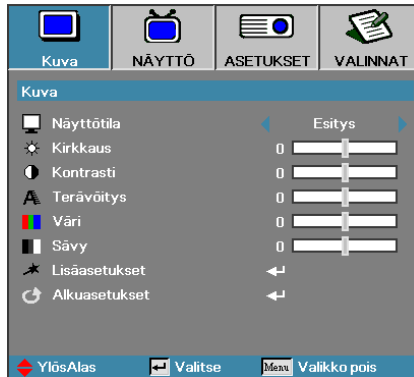 Kuva NÄYTTÖ ASETUKSET VALINNAT
Kuva
Näyttötila Esitys
Kirkkaus 0
Kontrasti 0
Terävöitys 0
Väri 0
Sävy 0
Lisäasetukset
Alkuasetukset
YlösAlas Valitse Menu Valikko pois